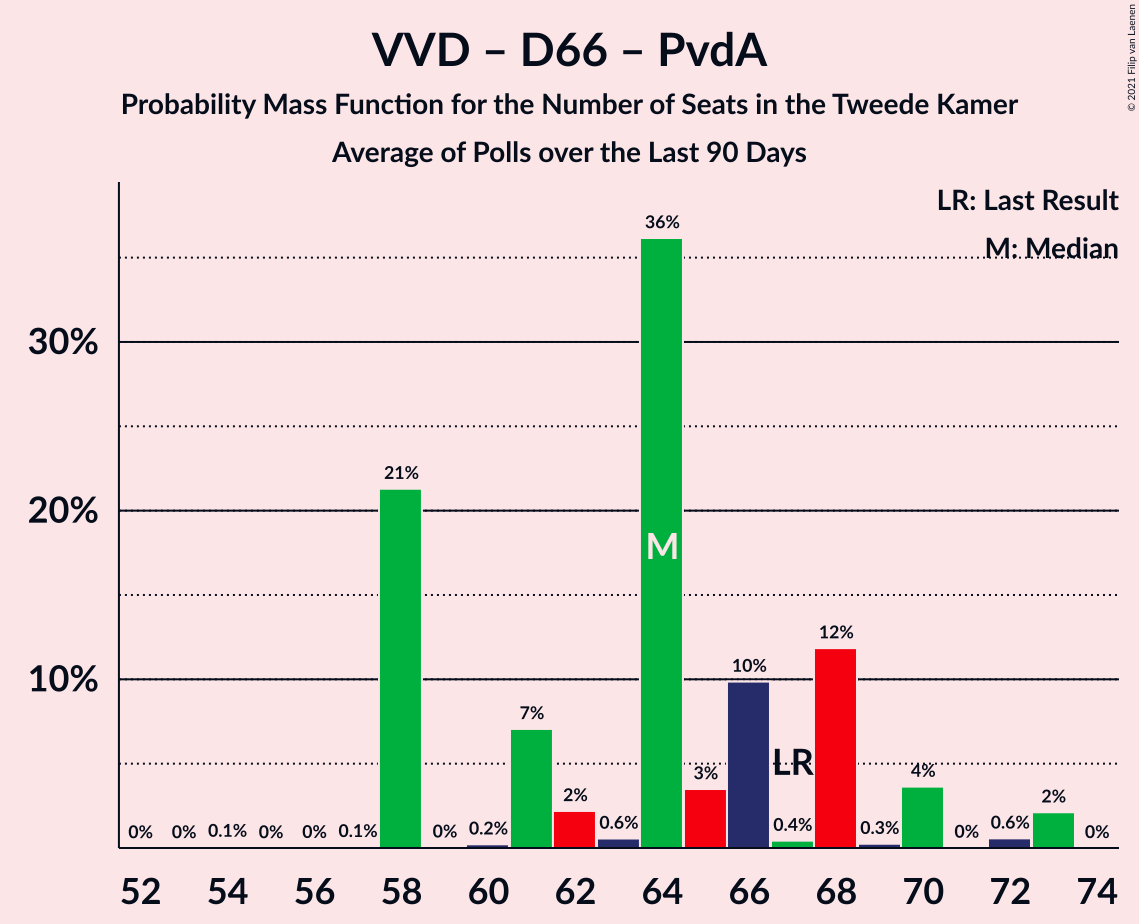 VVD – D66 – PvdA
Probability Mass Function for the Number of Seats in the Tweede Kamer
Average of Polls over the Last 90 Days
© 2021 Filip van Laenen
LR: Last Result
M: Median
30%
20%
10%
0% 0% 0.1% 0% 0% 0.1% 21% 0% 0.2% 7% 2% 0.6% 36% 3% 10% 0.4% 12% 0.3% 4% 0% 0.6% 2% 0%
M
LR
52 54 56 58 60 62 64 66 68 70 72 74